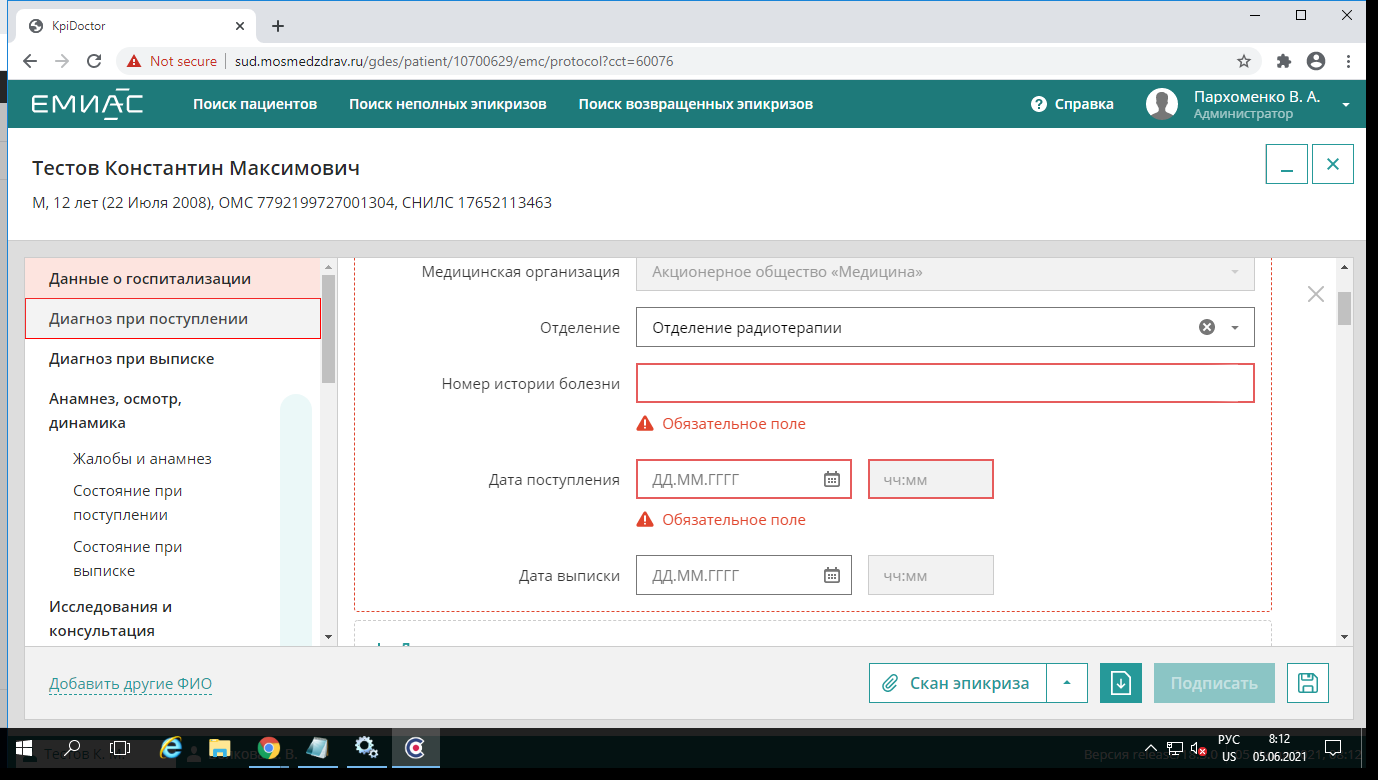 KpiDoctor
Not secure
sud.mosmedzdrav.ru/gdes/patient/10700629/emc/protocol?cct=60076
ЕМИАС
Поиск пациентов
Поиск неполных эпикризов
Поиск возвращенных эпикризов
Справка
Пархоменко В. А.
Администратор
Тестов Константин Максимович
М, 12 лет (22 Июля 2008), ОМС 7792199727001304, СНИЛС 17652113463
Данные о госпитализации
Диагноз при поступлении
Диагноз при выписке
Анамнез, осмотр,
динамика
Жалобы и анамнез
Состояние при
поступлении
Состояние при
выписке
Исследования и
консультация
Медицинская организация
Акционерное общество «Медицина»
Отделение
Отделение радиотерапии
Номер истории болезни
Обязательное поле
Дата поступления
ДД.ММ.ГГГГ
чч:мм
Обязательное поле
Дата выписки
ДД.ММ.ГГГГ
чч:мм
Добавить другие ФИО
Скан эпикриза
Подписать
Тестов К. М.
РУС
US
8:12
05.06.2021